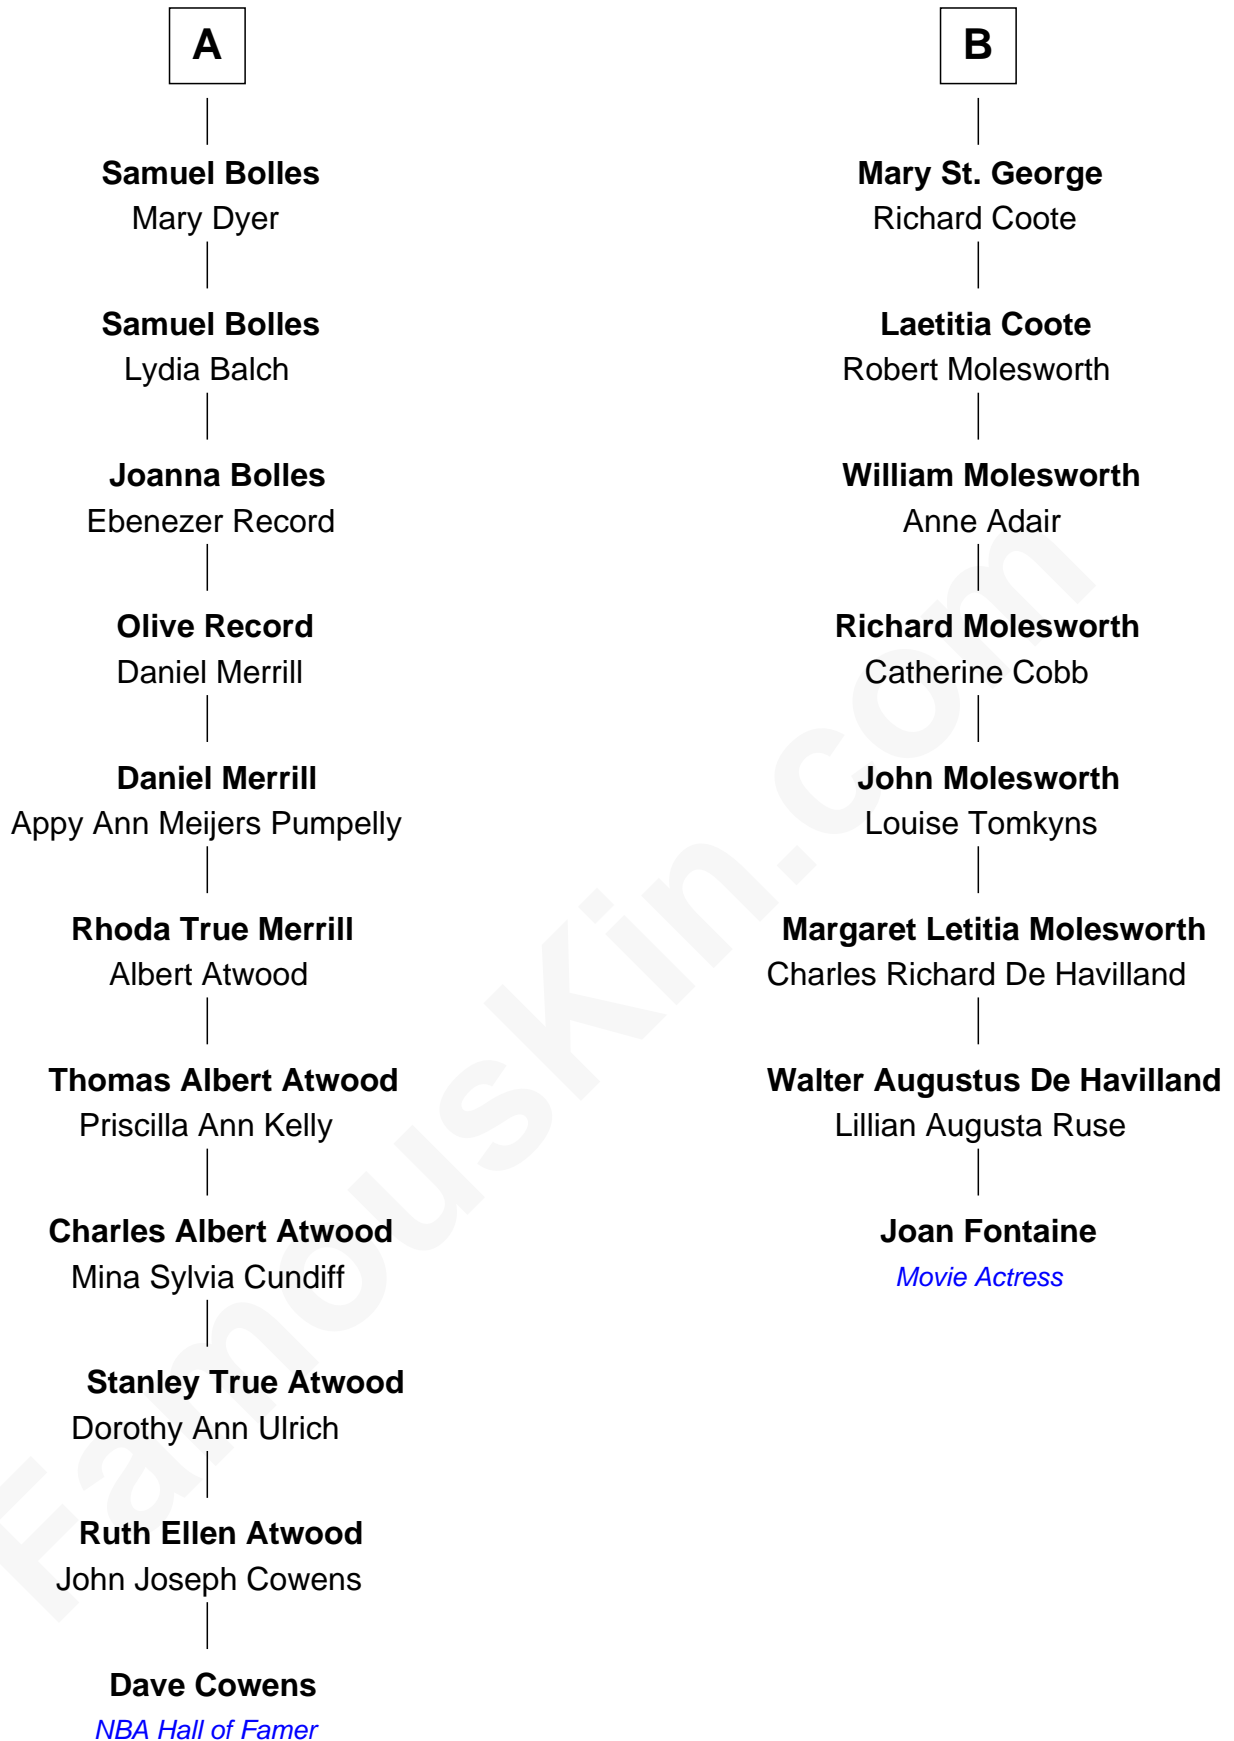 A
Samuel Bolles
Mary Dyer
Samuel Bolles
Lydia Balch
Joanna Bolles
Ebenezer Record
Olive Record
Daniel Merrill
Daniel Merrill
Appy Ann Meijers Pumpelly
Rhoda True Merrill
Albert Atwood
Thomas Albert Atwood
Priscilla Ann Kelly
Charles Albert Atwood
Mina Sylvia Cundiff
Stanley True Atwood
Dorothy Ann Ulrich
Ruth Ellen Atwood
John Joseph Cowens
Dave Cowens
NBA Hall of Famer
B
Mary St. George
Richard Coote
Laetitia Coote
Robert Molesworth
William Molesworth
Anne Adair
Richard Molesworth
Catherine Cobb
John Molesworth
Louise Tomkyns
Margaret Letitia Molesworth
Charles Richard De Havilland
Walter Augustus De Havilland
Lillian Augusta Ruse
Joan Fontaine
Movie Actress
FamousKin.com